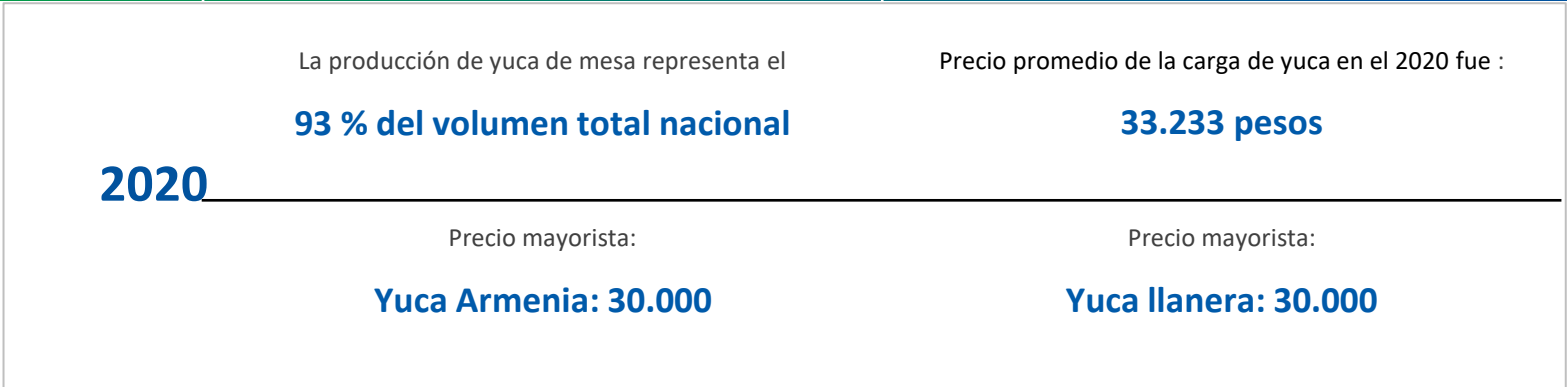 La producción de yuca de mesa representa el
93 % del volumen total nacional
Precio promedio de la carga de yuca en el 2020 fue :
33.233 pesos
2020
Precio mayorista:
Yuca Armenia: 30.000
Precio mayorista:
Yuca llanera: 30.000